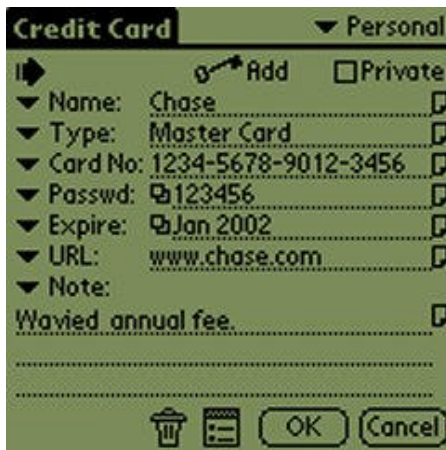 Credit Card Personal
Add Private
Name: Chase
Type: Master Card
Card No: 1234-5678-9012-3456
Passwd: 123456
Expire: Jan 2002
URL: www.chase.com
Note:
Wavied annual fee.
OK Cancel